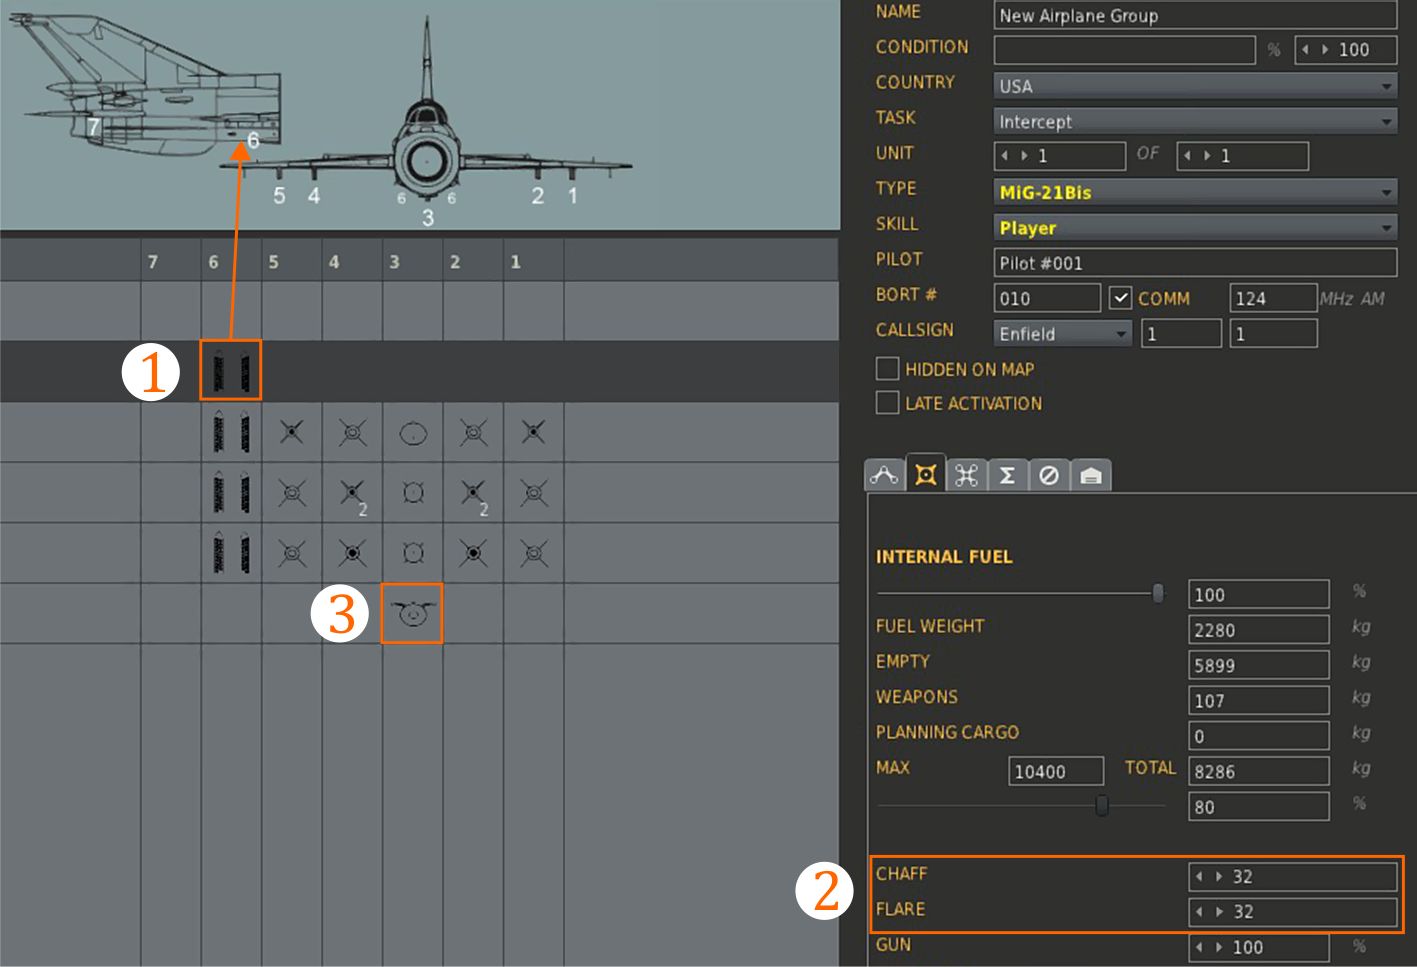 7
6
5 4 6 6 2 1
3
7 6 5 4 3 2 1
1
2 2
3
NAME New Airplane Group
CONDITION % 100
COUNTRY USA
TASK Intercept
UNIT 1 OF 1
TYPE MiG-21Bis
SKILL Player
PILOT Pilot #001
BORT # 010 COMM 124 MHz AM
CALLSIGN Enfield 1 1
HIDDEN ON MAP
LATE ACTIVATION
Σ
INTERNAL FUEL
100 %
FUEL WEIGHT 2280 kg
EMPTY 5899 kg
WEAPONS 107 kg
PLANNING CARGO 0 kg
MAX 10400 TOTAL 8286 kg
80 %
2
CHAFF 32
FLARE 32
GUN 100 %